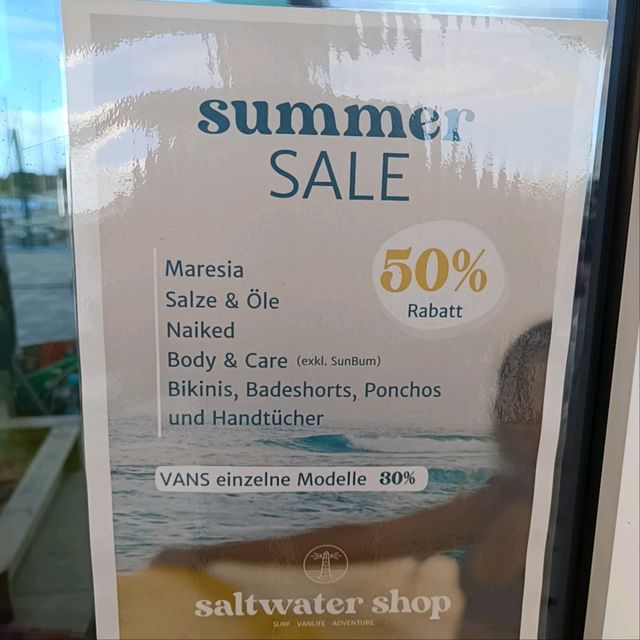 summer
SALE
50%
Rabatt
Maresia
Salze & Öle
Naiked
Body & Care (exkl. SunBum)
Bikinis, Badeshorts, Ponchos
und Handtücher
VANS einzelne Modelle 30%
saltwater shop
SURF VANLIFE ADVENTURE